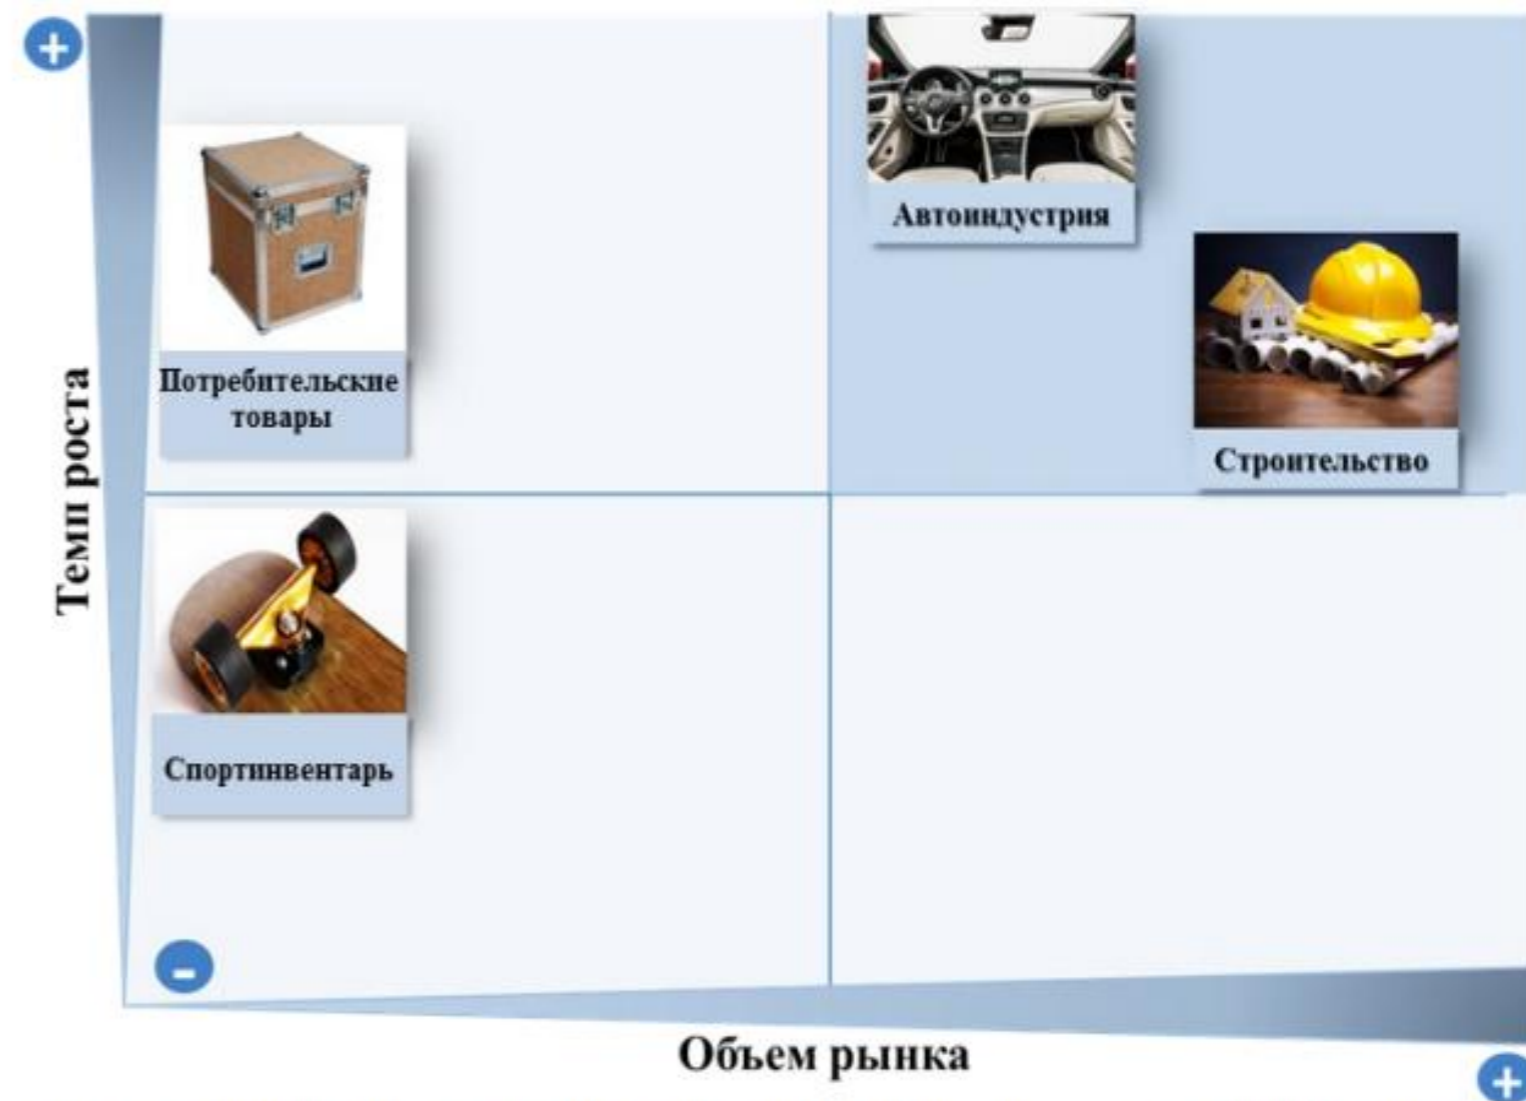 +
Автоиндустрия
Потребительские
товары
Строительство
Темп роста
Спортинвентарь
-
Объем рынка
+